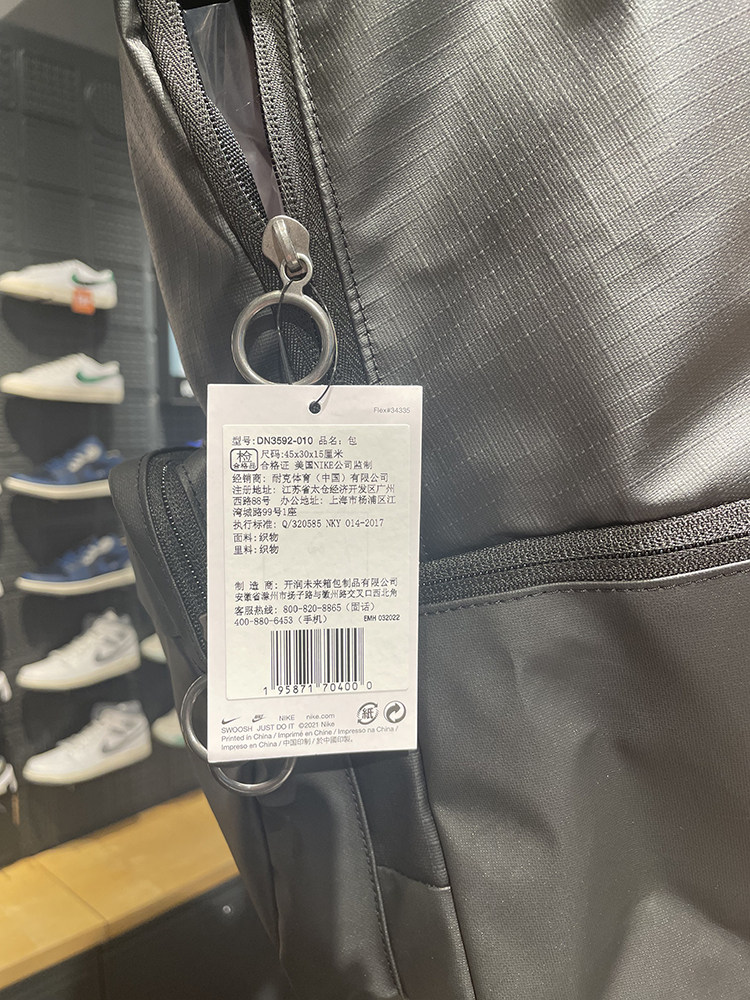 Flex#34335
型号:DN3592-010 品名:包
检 合格品 尺码:45x30x15厘米
合格证 美国NIKE公司监制
经销商: 耐克体育(中国)有限公司
注册地址: 江苏省太仓经济开发区广州
西路88号 办公地址: 上海市杨浦区江
湾城路99号1座
执行标准: Q/320585 NKY 014-2017
面料:织物
里料:织物
制 造 商: 开润未来箱包制品有限公司
安徽省滁州市扬子路与徽州路交叉口西北角
客服热线: 800-820-8865 (固话)
400-880-6453 (手机) EMH 032022
1 95871 70400 0
NIKE NIKE nike.com 紙
SWOOSH JUST DO IT ©2021 Nike
Printed in China / Imprimé en Chine / Impresso na China /
Impreso en China / 中国印制 / 於中國印製。